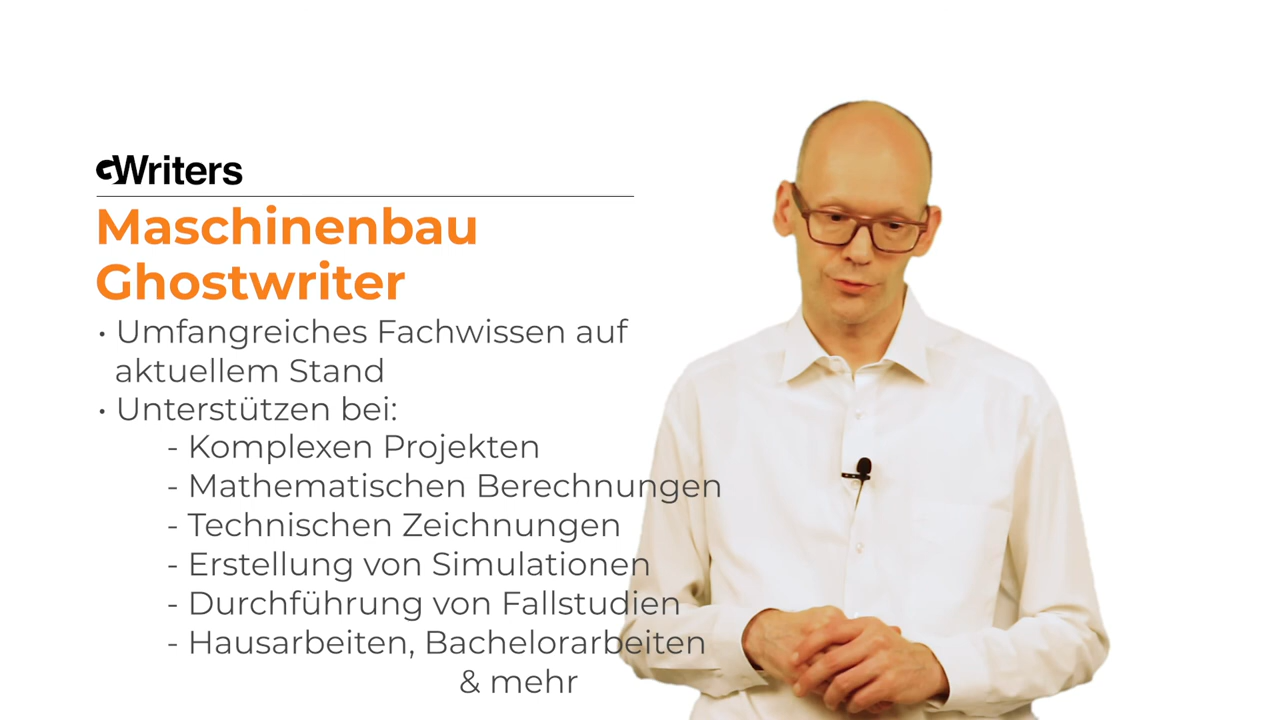 GWriters
Maschinenbau
Ghostwriter
• Umfangreiches Fachwissen auf
aktuellem Stand
• Unterstützen bei:
- Komplexen Projekten
- Mathematischen Berechnungen
- Technischen Zeichnungen
- Erstellung von Simulationen
- Durchführung von Fallstudien
- Hausarbeiten, Bachelorarbeiten
& mehr